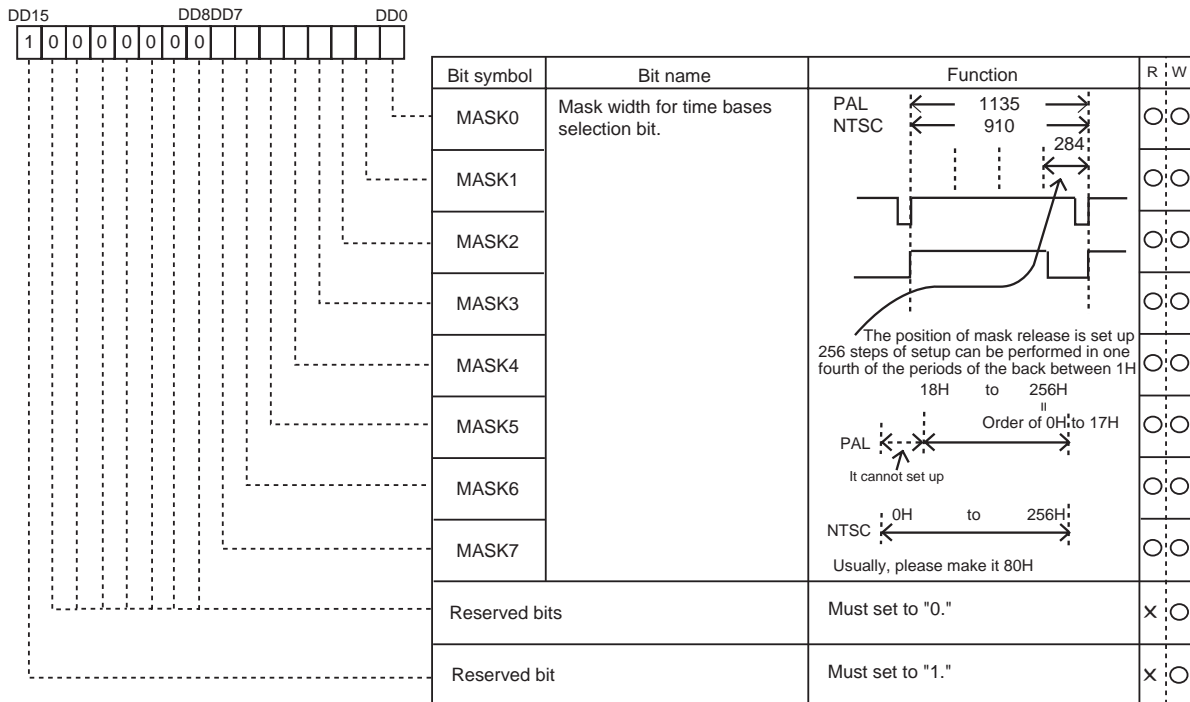 DD15 DD8DD7 DD0
1 0 0 0 0 0 0 0
Bit symbol Bit name Function R W
MASK0 Mask width for time bases
selection bit.
PAL 1135
NTSC 910
284
MASK1
MASK2
MASK3
The position of mask release is set up
256 steps of setup can be performed in one
fourth of the periods of the back between 1H
MASK4
18H to 256H
=
Order of 0H to 17H
MASK5
PAL
It cannot set up
MASK6
0H to 256H
NTSC
MASK7
Usually, please make it 80H
Reserved bits Must set to "0." X
Reserved bit Must set to "1." X